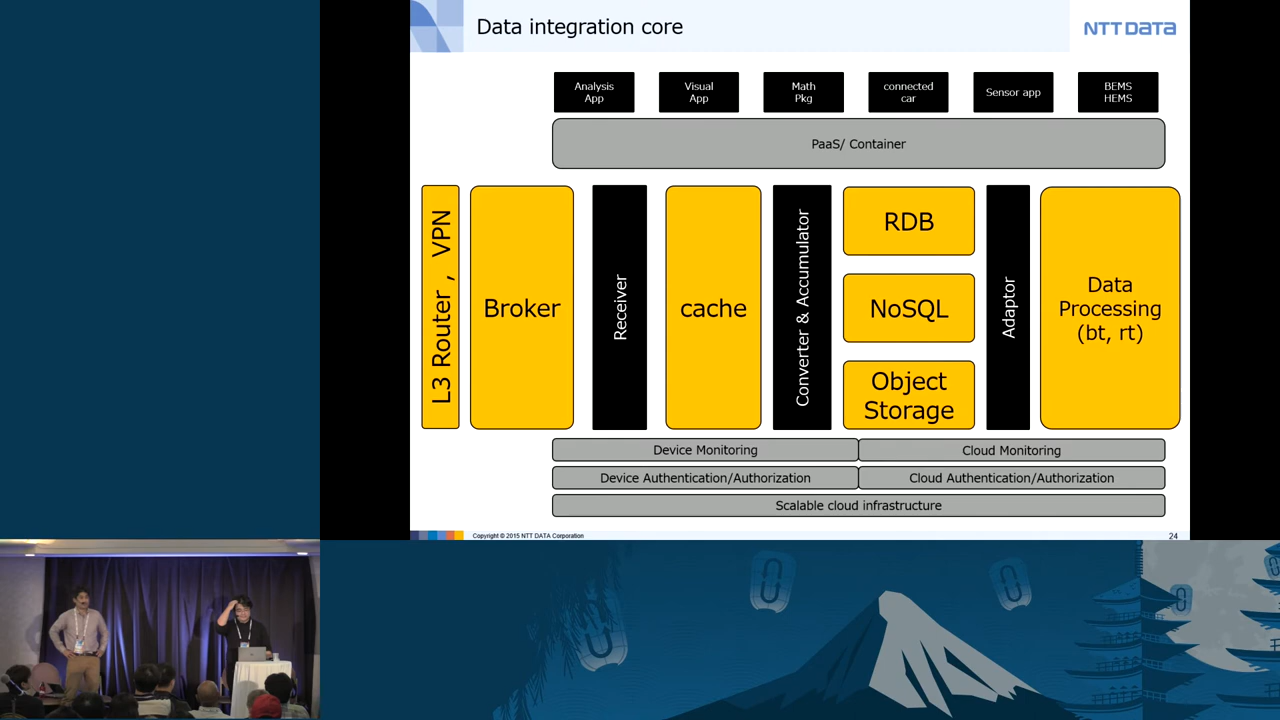 Data integration core
NTT DATA
Analysis
App
Visual
App
Math
Pkg
connected
car
Sensor app
BEMS
HEMS
PaaS/ Container
L3 Router , VPN
Broker
Receiver
cache
Converter & Accumulator
RDB
NoSQL
Object
Storage
Adaptor
Data
Processing
(bt, rt)
Device Monitoring
Cloud Monitoring
Device Authentication/Authorization
Cloud Authentication/Authorization
Scalable cloud infrastructure
Copyright © 2015 NTT DATA Corporation
24